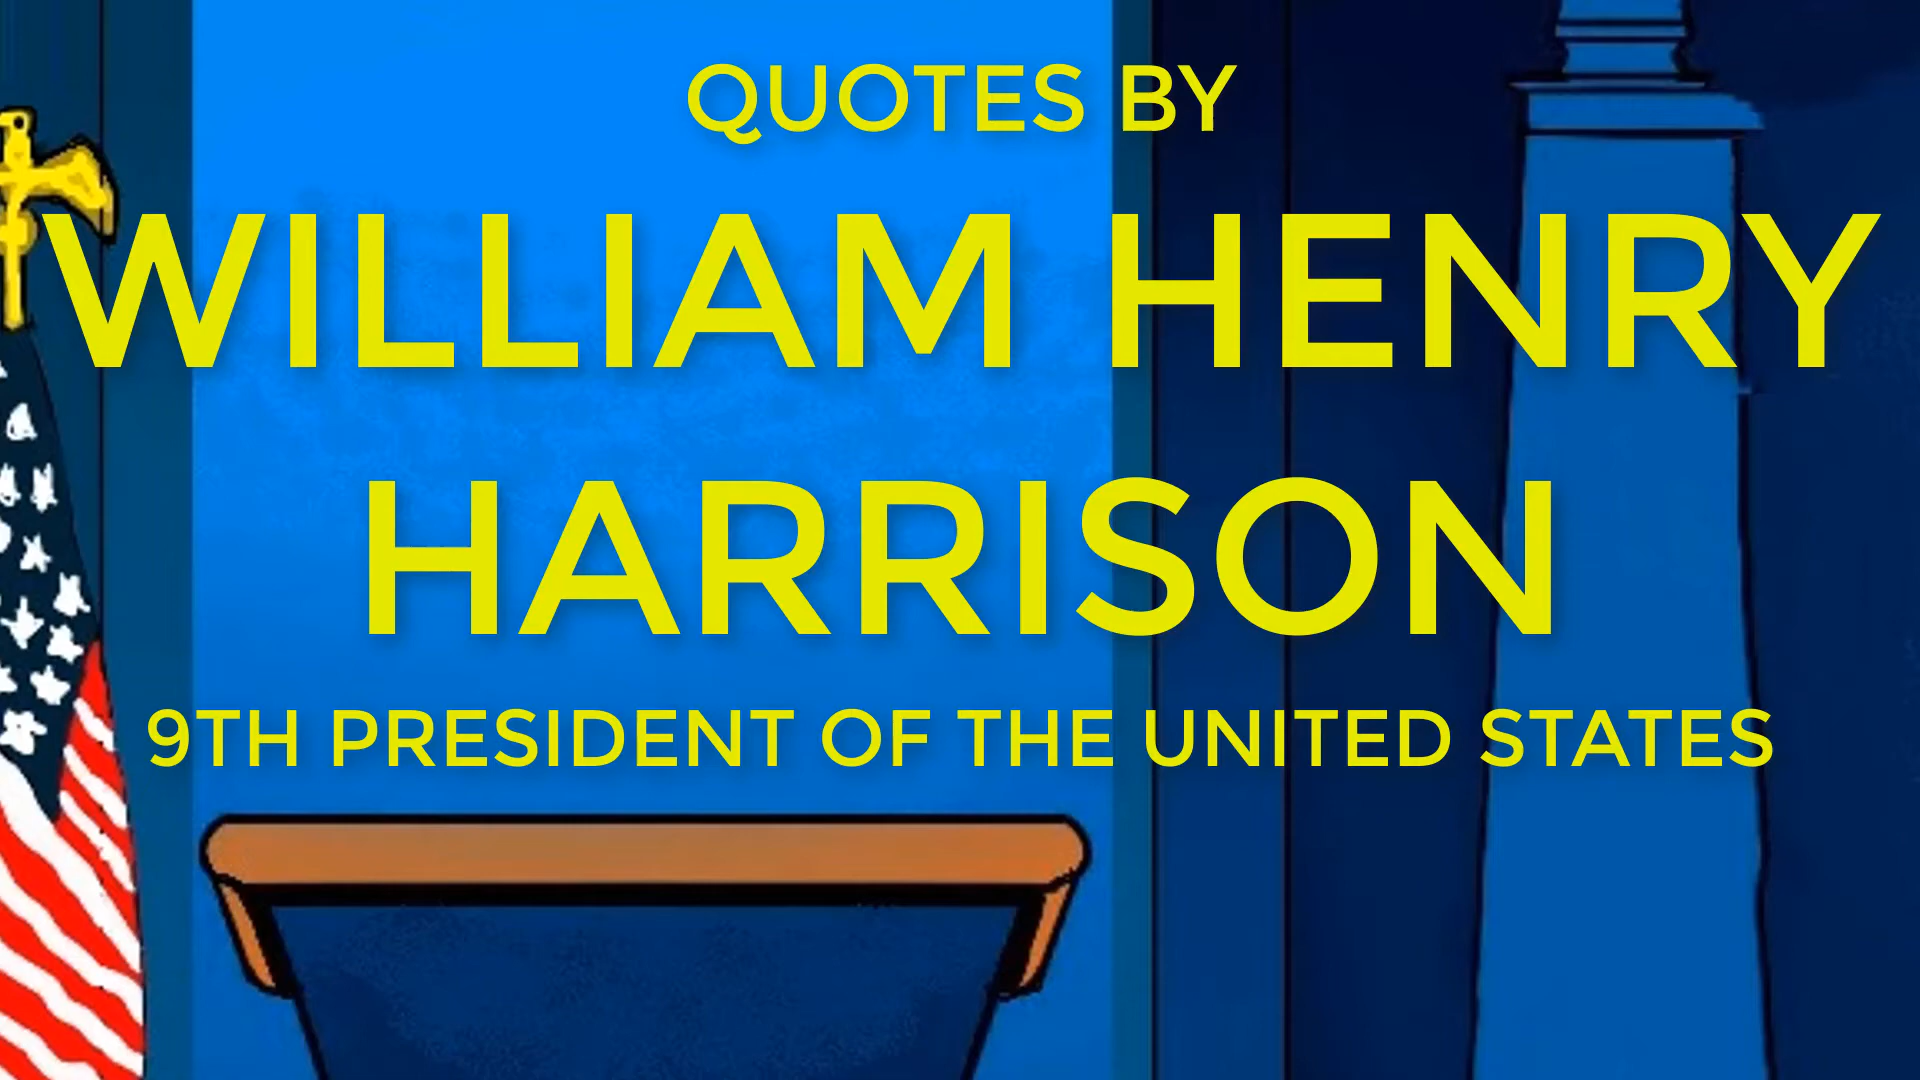 QUOTES BY
WILLIAM HENRY
HARRISON
9TH PRESIDENT OF THE UNITED STATES